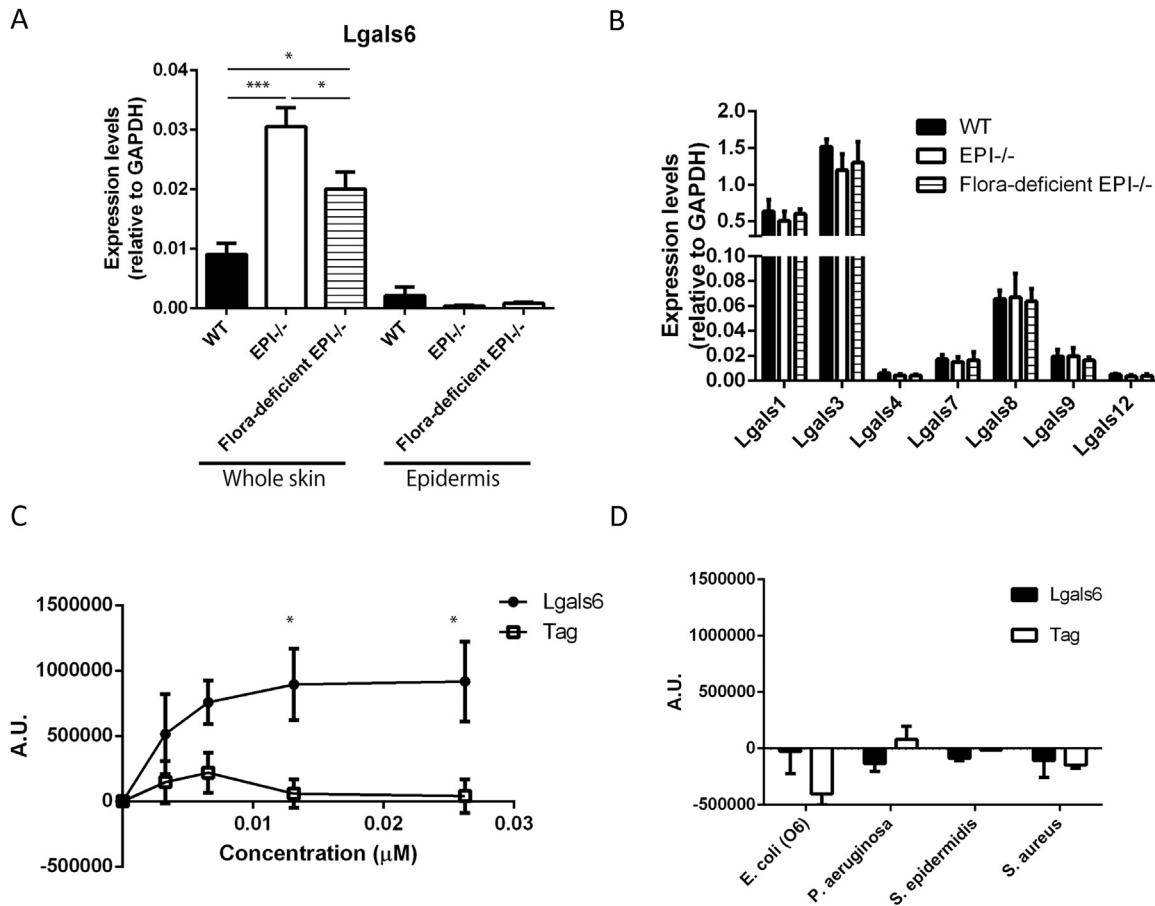 A
Lgals6
Expression levels
(relative to GAPDH)
0.04
0.03
0.02
0.01
0.00
*
*** *
WT
EPI-/-
Flora-deficient EPI-/-
WT
EPI-/-
Flora-deficient EPI-/-
Whole skin
Epidermis
B
Expression levels
(relative to GAPDH)
2.0
1.5
1.0
0.5
0.10
0.08
0.06
0.04
0.02
0.00
WT
EPI-/-
Flora-deficient EPI-/-
Lgals1
Lgals3
Lgals4
Lgals7
Lgals8
Lgals9
Lgals12
C
A.U.
1500000
1000000
500000
0
-500000
* *
Lgals6
Tag
0.01 0.02 0.03
Concentration (μM)
D
A.U.
1500000
1000000
500000
0
-500000
Lgals6
Tag
E. coli (O6)
P. aeruginosa
S. epidermidis
S. aureus